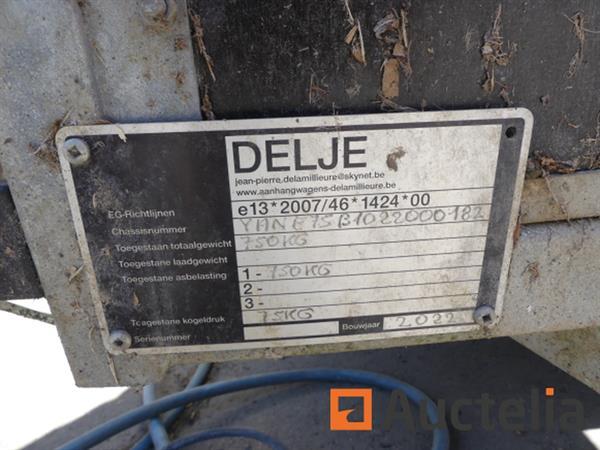 DELJE
jean-pierre.delamillieure@skynet.be
www.aanhangwagens-delamillieure.be
EG-Richtlijnen e13*2007/46*1424*00
Chassisnummer YANE75B1022000182
Toegestaan totaalgewicht 750KG
Toegestane laadgewicht
Toegestane asbelasting 1- 750KG
2-
3-
Toegestane kogeldruk 75KG
Serienummer Bouwjaar 2022
Auctelia